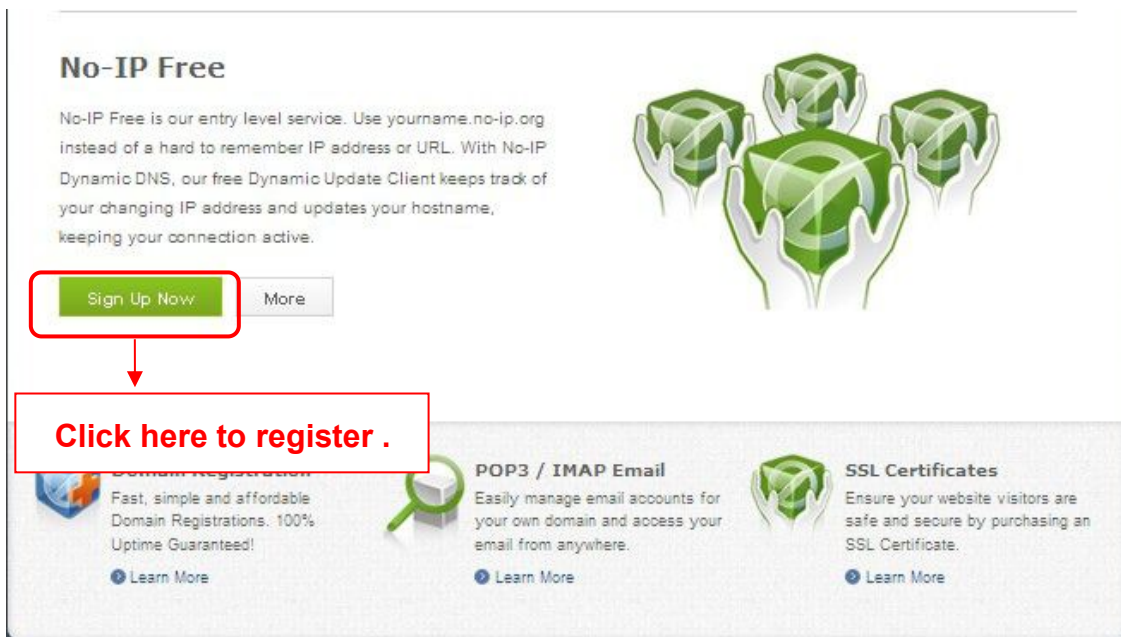 No-IP Free
No-IP Free is our entry level service. Use yourname.no-ip.org
instead of a hard to remember IP address or URL. With No-IP
Dynamic DNS, our free Dynamic Update Client keeps track of
your changing IP address and updates your hostname,
keeping your connection active.
Sign Up Now
More
Click here to register .
Domain Registration
Fast, simple and affordable
Domain Registrations. 100%
Uptime Guaranteed!
Learn More
POP3 / IMAP Email
Easily manage email accounts for
your own domain and access your
email from anywhere.
Learn More
SSL Certificates
Ensure your website visitors are
safe and secure by purchasing an
SSL Certificate.
Learn More